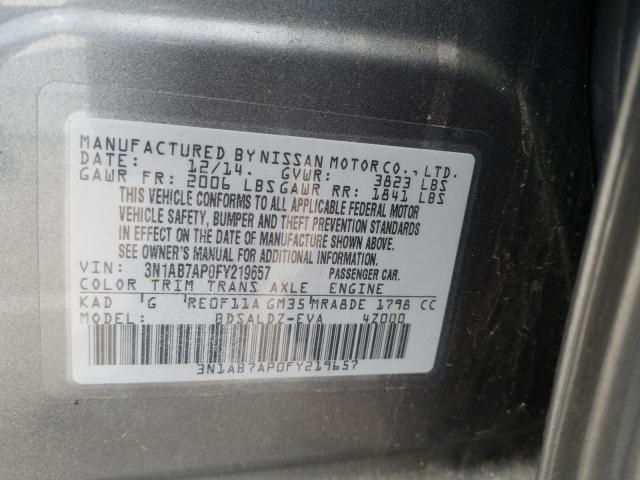 MANUFACTURED BY NISSAN MOTOR CO., LTD.
DATE: 12/14. GVWR: 3823 LBS
GAWR FR: 2006 LBS GAWR RR: 1841 LBS
THIS VEHICLE CONFORMS TO ALL APPLICABLE FEDERAL MOTOR
VEHICLE SAFETY, BUMPER AND THEFT PREVENTION STANDARDS
IN EFFECT ON THE DATE OF MANUFACTURE SHOWN ABOVE.
SEE OWNER'S MANUAL FOR ADDITIONAL INFORMATION.
VIN: 3N1AB7AP0FY219657 PASSENGER CAR.
COLOR TRIM TRANS AXLE ENGINE
KAD G RE0F11A GM35 MRA8DE 1798 CC
MODEL: BDSALDZ-EVA 47000
3N1AB7AP0FY219657